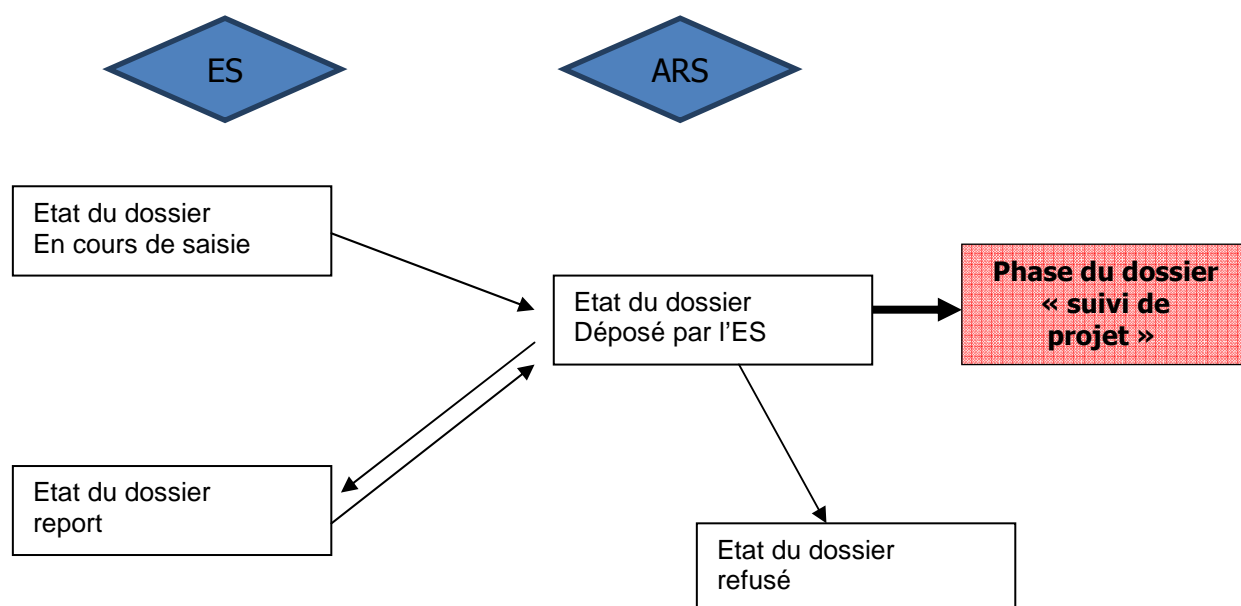 ES
ARS
Etat du dossier
En cours de saisie
Etat du dossier
Déposé par l’ES
Phase du dossier
« suivi de
projet »
Etat du dossier
report
Etat du dossier
refusé